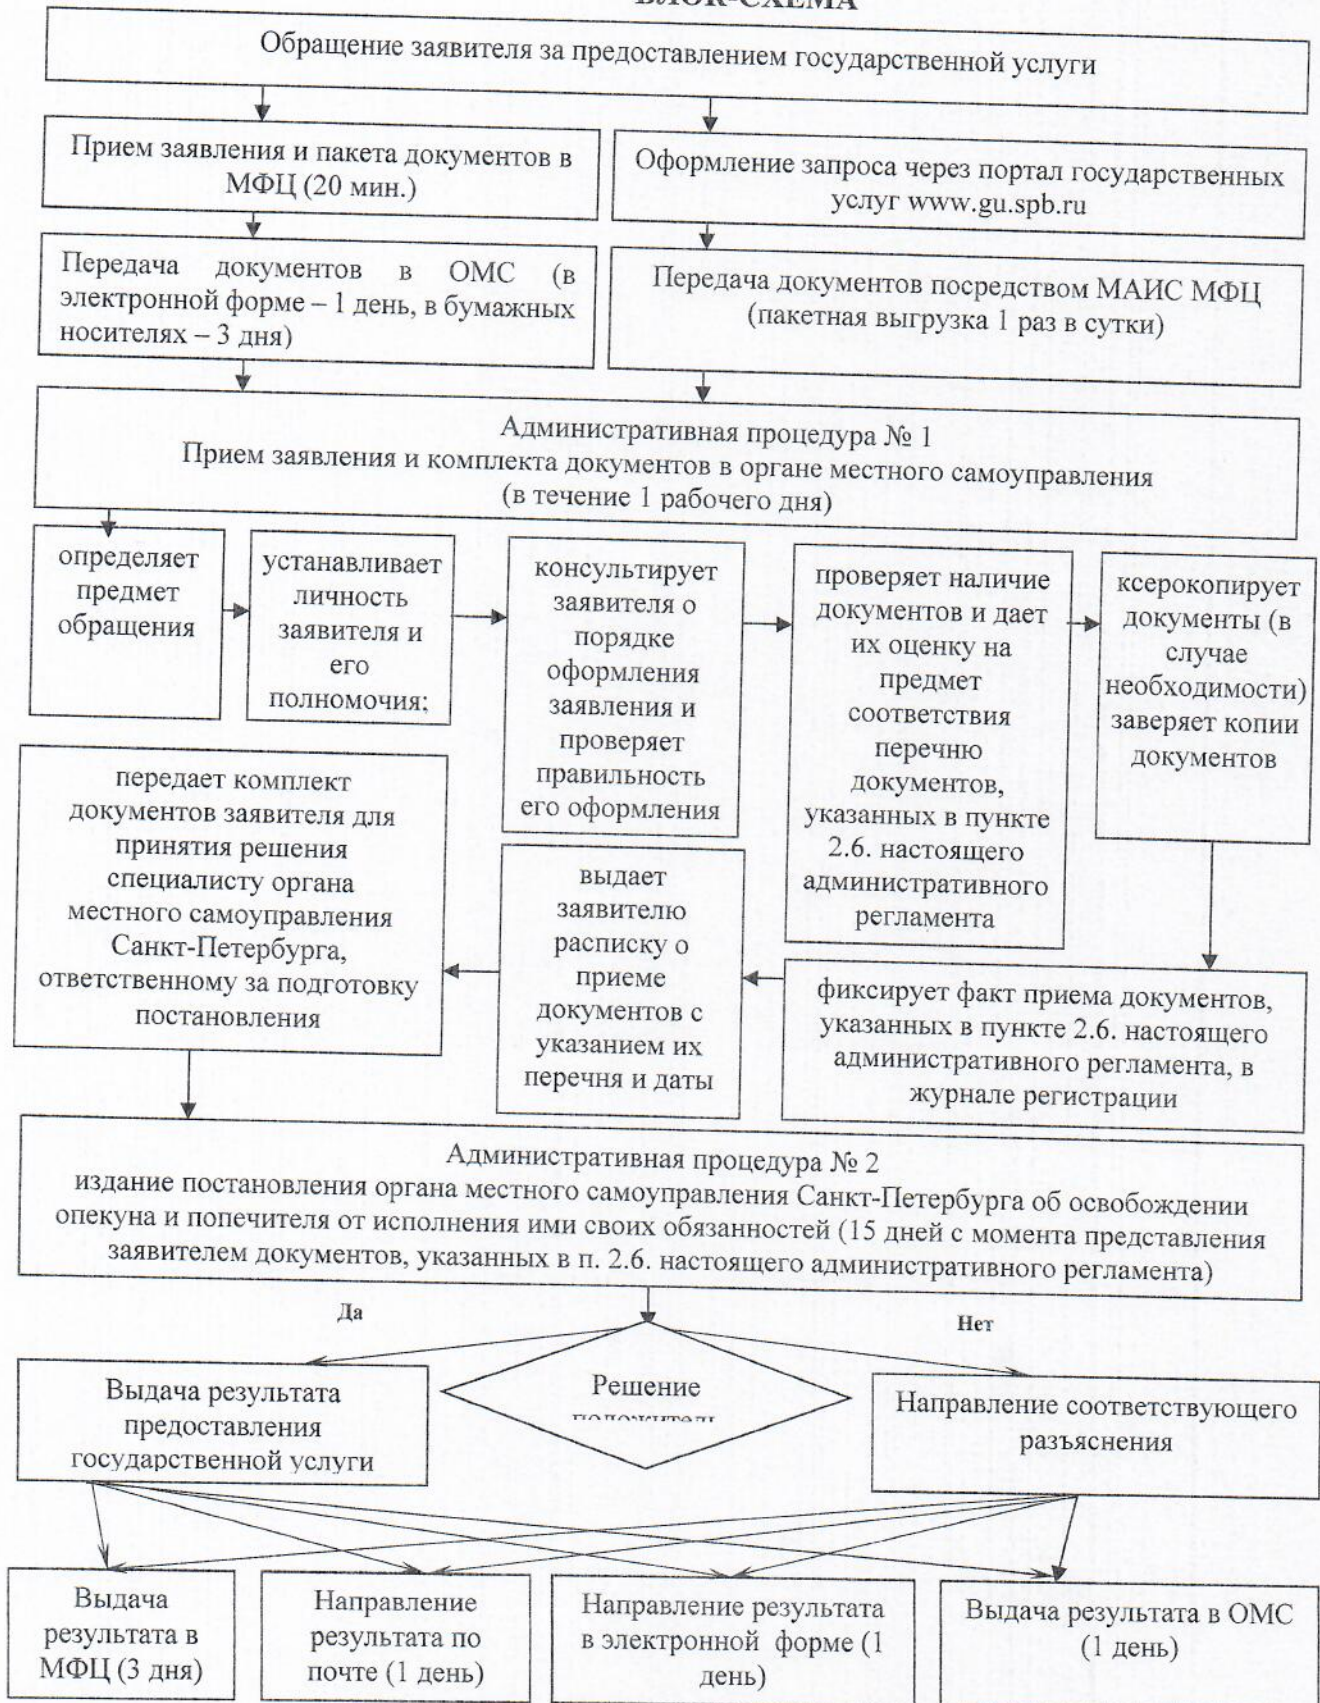 БЛОК-СХЕМА
Обращение заявителя за предоставлением государственной услуги
Прием заявления и пакета документов в
МФЦ (20 мин.)
Оформление запроса через портал государственных
услуг www.gu.spb.ru
Передача документов в ОМС (в
электронной форме – 1 день, в бумажных
носителях – 3 дня)
Передача документов посредством МАИС МФЦ
(пакетная выгрузка 1 раз в сутки)
Административная процедура № 1
Прием заявления и комплекта документов в органе местного самоуправления
(в течение 1 рабочего дня)
определяет
предмет
обращения
устанавливает
личность
заявителя и
его
полномочия;
консультирует
заявителя о
порядке
оформления
заявления и
проверяет
правильность
его оформления
проверяет наличие
документов и дает
их оценку на
предмет
соответствия
перечню
документов,
указанных в пункте
2.6. настоящего
административного
регламента
ксерокопирует
документы (в
случае
необходимости)
заверяет копии
документов
фиксирует факт приема документов,
указанных в пункте 2.6. настоящего
административного регламента, в
журнале регистрации
выдает
заявителю
расписку о
приеме
документов с
указанием их
перечня и даты
передает комплект
документов заявителя для
принятия решения
специалисту органа
местного самоуправления
Санкт-Петербурга,
ответственному за подготовку
постановления
Административная процедура № 2
издание постановления органа местного самоуправления Санкт-Петербурга об освобождении
опекуна и попечителя от исполнения ими своих обязанностей (15 дней с момента представления
заявителем документов, указанных в п. 2.6. настоящего административного регламента)
Да
Нет
Решение
Выдача результата
предоставления
государственной услуги
Направление соответствующего
разъяснения
Выдача
результата в
МФЦ (3 дня)
Направление
результата по
почте (1 день)
Направление результата
в электронной форме (1
день)
Выдача результата в ОМС
(1 день)